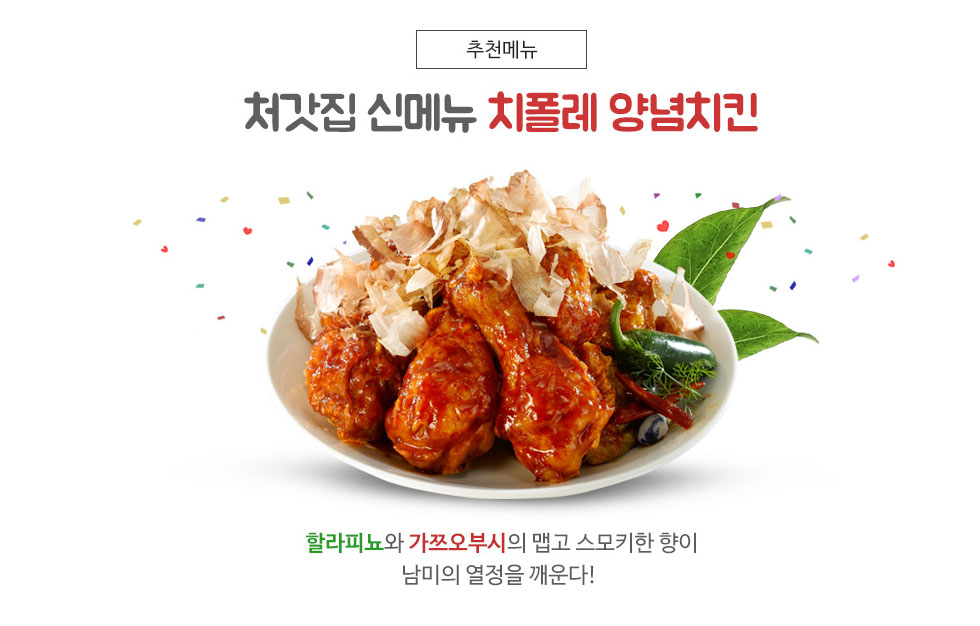 추천메뉴
처갓집 신메뉴 치폴레 양념치킨
할라피뇨와 가쯔오부시의 맵고 스모키한 향이
남미의 열정을 깨운다!